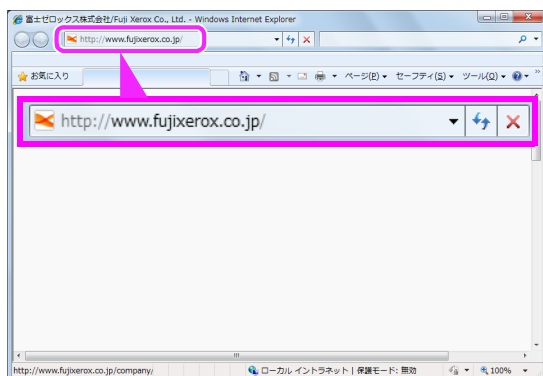 富士ゼロックス株式会社/Fuji Xerox Co., Ltd. - Windows Internet Explorer
http://www.fujixerox.co.jp/
お気に入り ページ(P) セーフティ(S) ツール(O)
http://www.fujixerox.co.jp/
http://www.fujixerox.co.jp/company/ ローカル イントラネット | 保護モード: 無効 100%